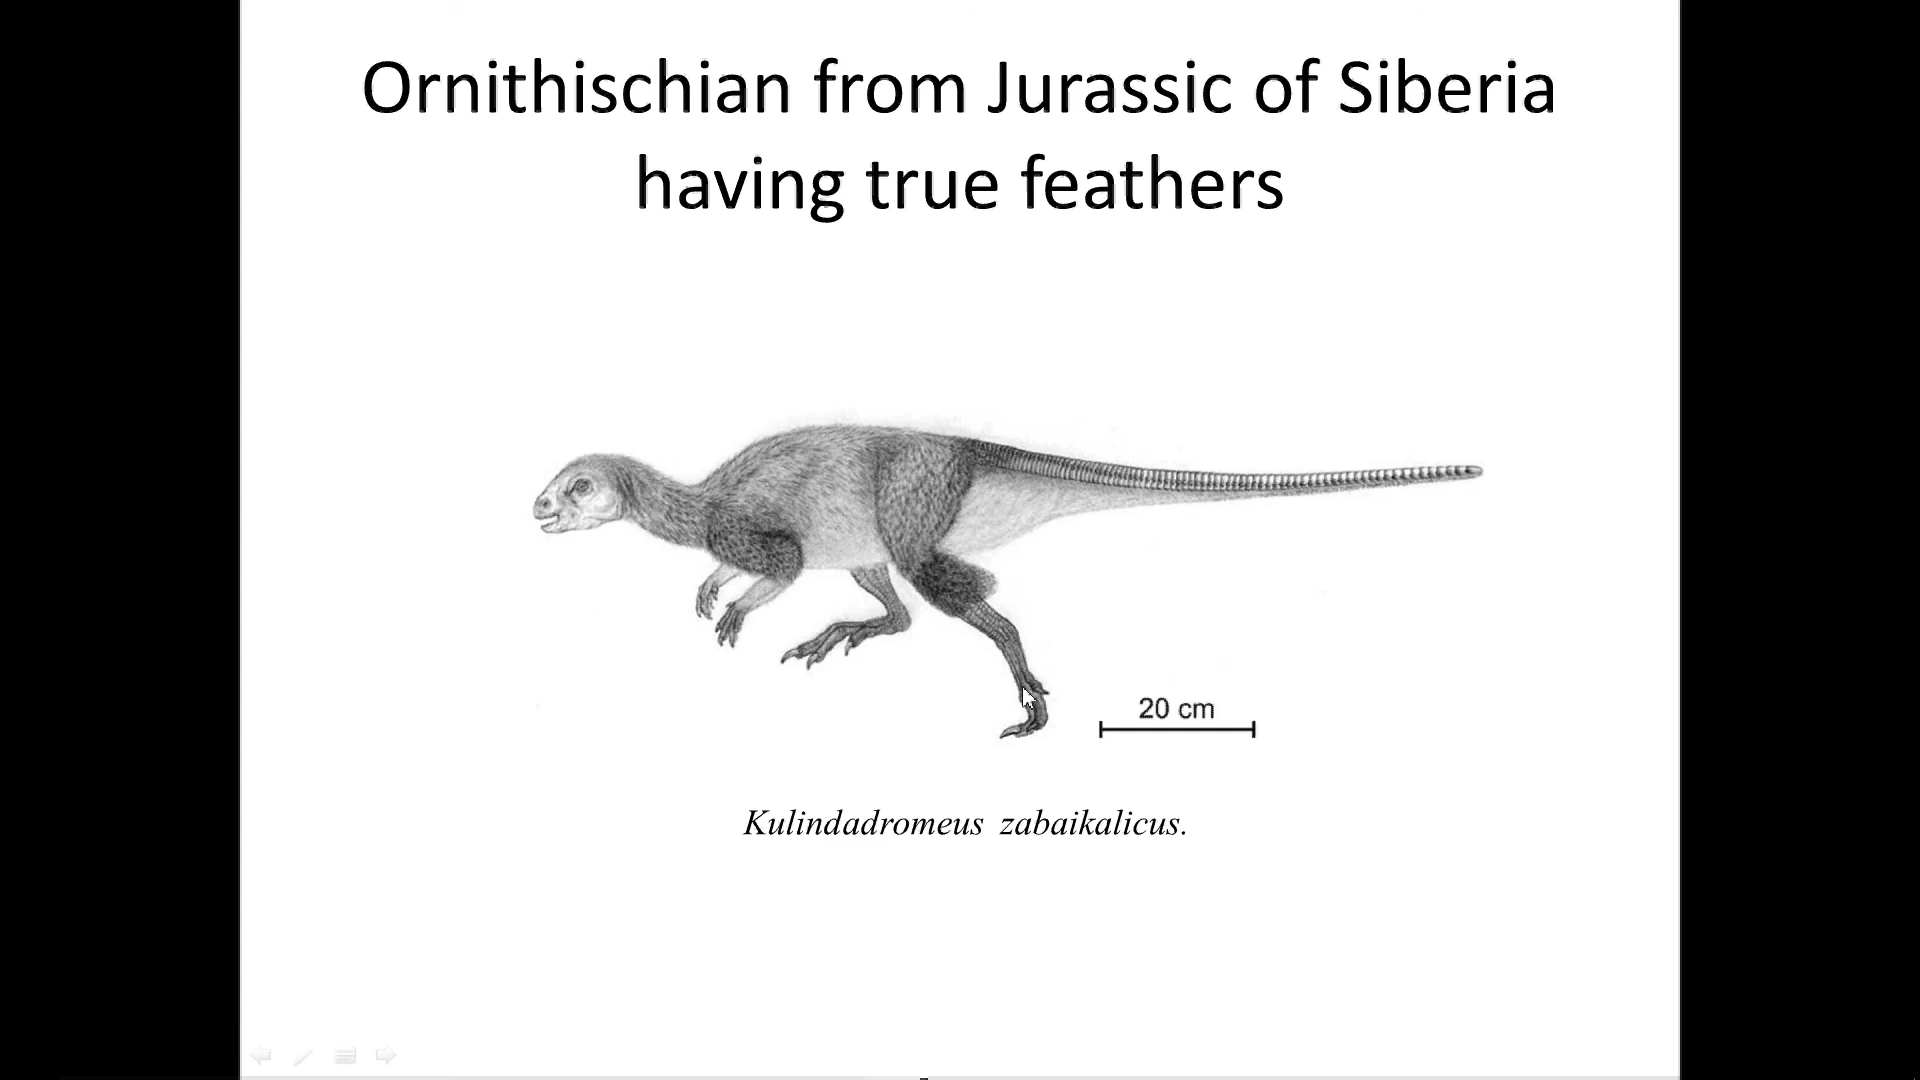 Ornithischian from Jurassic of Siberia
having true feathers
20 cm
Kulindadromeus zabaikalicus.